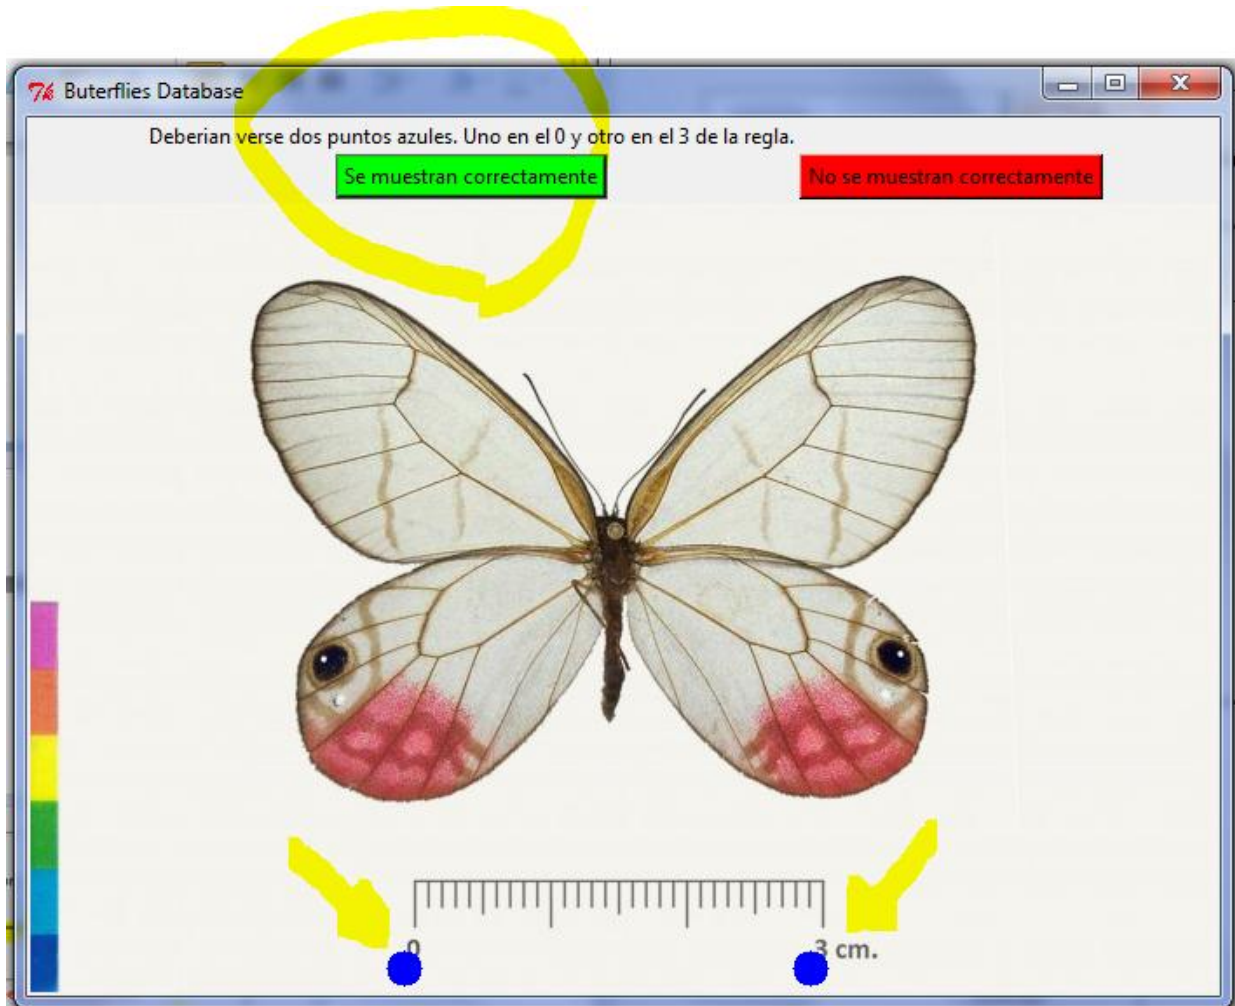 Buterflies Database
Deberian verse dos puntos azules. Uno en el 0 y otro en el 3 de la regla.
Se muestran correctamente
No se muestran correctamente
0
3 cm.